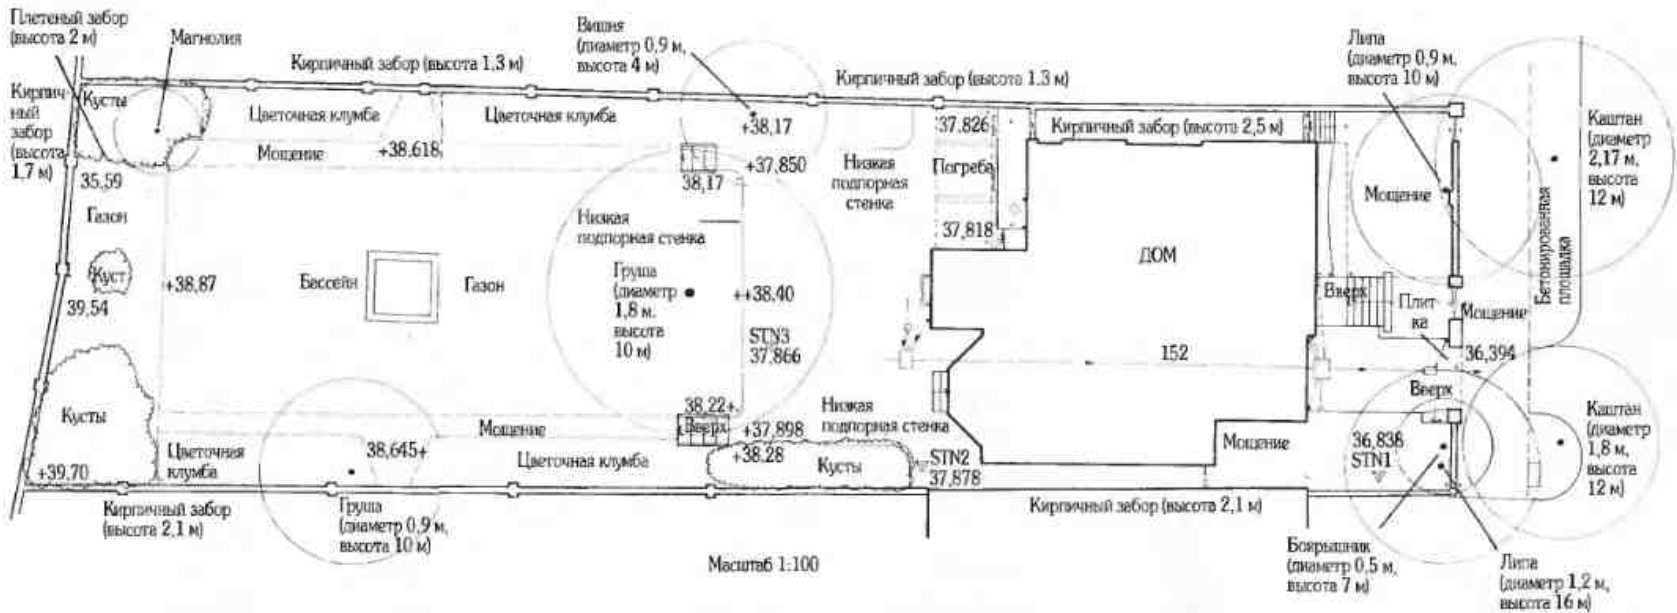 Плетеный забор
(высота 2 м)
Магнолия
Кирпичный забор (высота 1,3 м)
Вишня
(диаметр 0,9 м,
высота 4 м)
Кирпичный забор (высота 1.3 м)
Липа
(диаметр 0,9 м,
высота 10 м)
Кирпич
ный
забор
(высота
1,7 м)
Кусты
Цветочная клумба
Цветочная клумба
+38,17
37.826
Кирпичный забор (высота 2,5 м)
Каштан
(диаметр
2,17 м,
высота
12 м)
Мощение
+38.618
+37,850
38,17
Низкая
подпорная
стенка
Погреба
37,818
Мощение
35,59
Газон
Низкая
подпорная стенка
ДОМ
Бетонированная
площадка
Куст
+38,87
Бассейн
Газон
Груша
(диаметр
1,8 м.
высота
10 м)
++38.40
39,54
STN3
37.866
Вверх
Плит
ка
Мощение
152
36,394
Вверх
Кусты
38.22+.
Вверх
+37,898
Низкая
подпорная стенка
Мощение
Цветочная
клумба
38,645+
Мощение
Цветочная клумба
+38.28
Кусты
STN2
37,878
36,838
STN1
Каштан
(диаметр
1,8 м,
высота
12 м)
+39.70
Кирпичный забор
(высота 2,1 м)
Груша
(диаметр 0,9 м,
высота 10 м)
Кирпичный забор (высота 2,1 м)
Масштаб 1:100
Боярышник
(диаметр 0,5 м,
высота 7 м)
Липа
(диаметр 1,2 м,
высота 16 м)